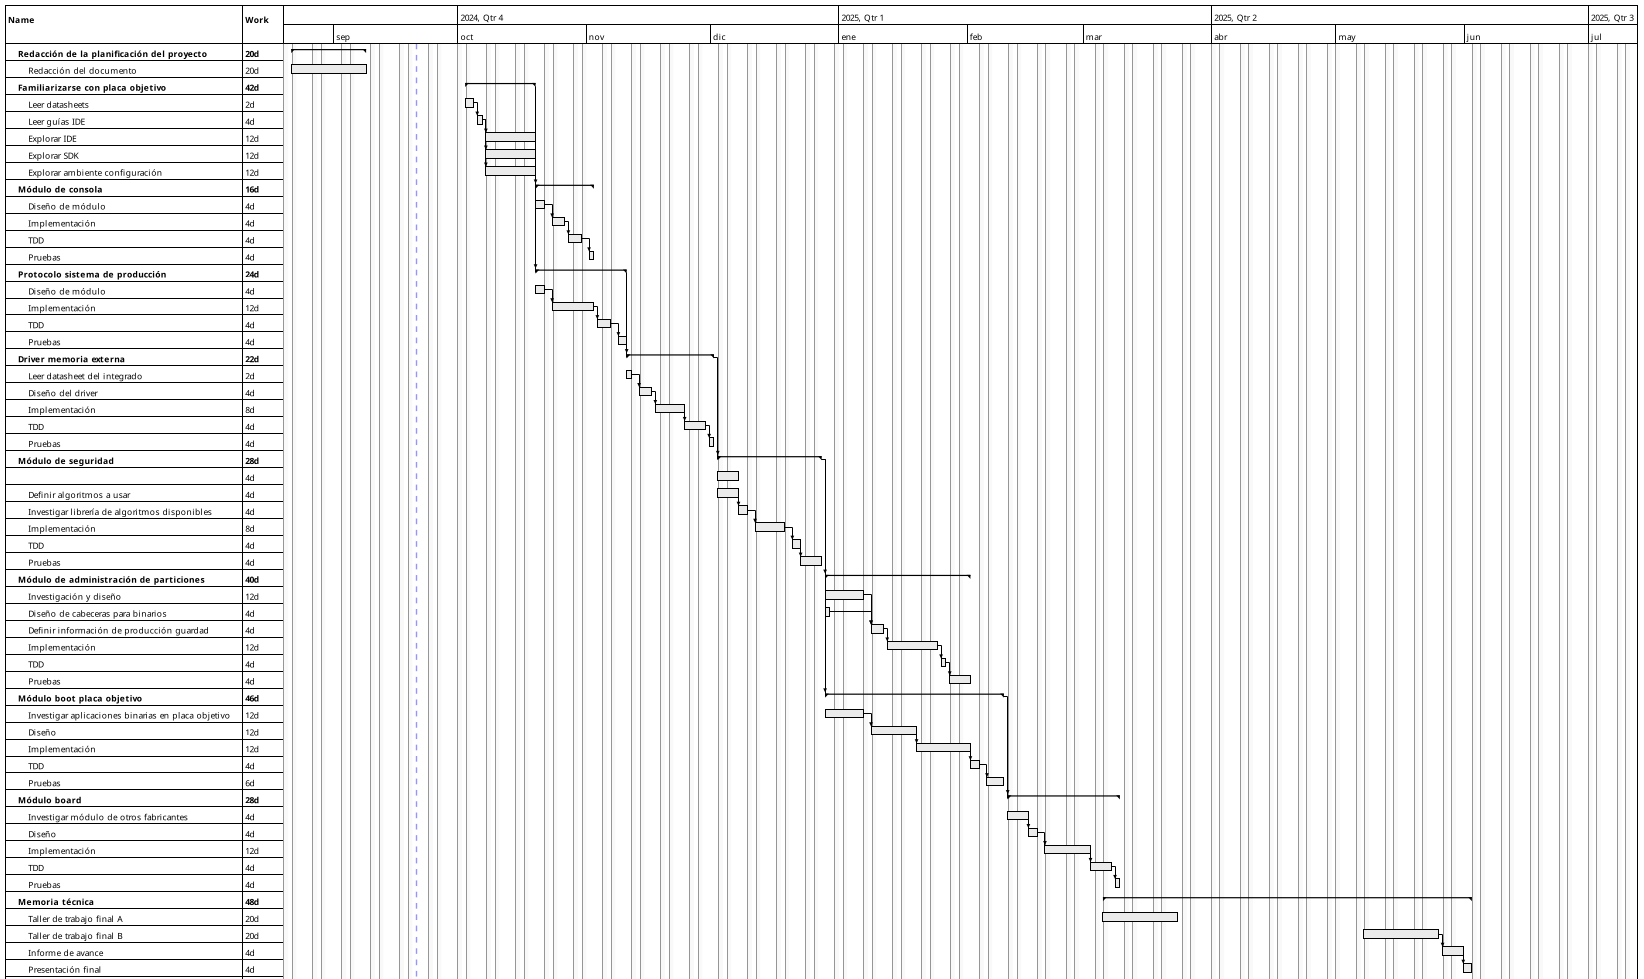 Name Work 2024, Qtr 4 2025, Qtr 1 2025, Qtr 2 2025, Qtr 3
sep oct nov dic ene feb mar abr may jun jul
Redacción de la planificación del proyecto 20d
Redacción del documento 20d
Familiarizarse con placa objetivo 42d
Leer datasheets 2d
Leer guías IDE 4d
Explorar IDE 12d
Explorar SDK 12d
Explorar ambiente configuración 12d
Módulo de consola 16d
Diseño de módulo 4d
Implementación 4d
TDD 4d
Pruebas 4d
Protocolo sistema de producción 24d
Diseño de módulo 4d
Implementación 12d
TDD 4d
Pruebas 4d
Driver memoria externa 22d
Leer datasheet del integrado 2d
Diseño del driver 4d
Implementación 8d
TDD 4d
Pruebas 4d
Módulo de seguridad 28d
4d
Definir algoritmos a usar 4d
Investigar librería de algoritmos disponibles 4d
Implementación 8d
TDD 4d
Pruebas 4d
Módulo de administración de particiones 40d
Investigación y diseño 12d
Diseño de cabeceras para binarios 4d
Definir información de producción guardad 4d
Implementación 12d
TDD 4d
Pruebas 4d
Módulo boot placa objetivo 46d
Investigar aplicaciones binarias en placa objetivo 12d
Diseño 12d
Implementación 12d
TDD 4d
Pruebas 6d
Módulo board 28d
Investigar módulo de otros fabricantes 4d
Diseño 4d
Implementación 12d
TDD 4d
Pruebas 4d
Memoria técnica 48d
Taller de trabajo final A 20d
Taller de trabajo final B 20d
Informe de avance 4d
Presentación final 4d